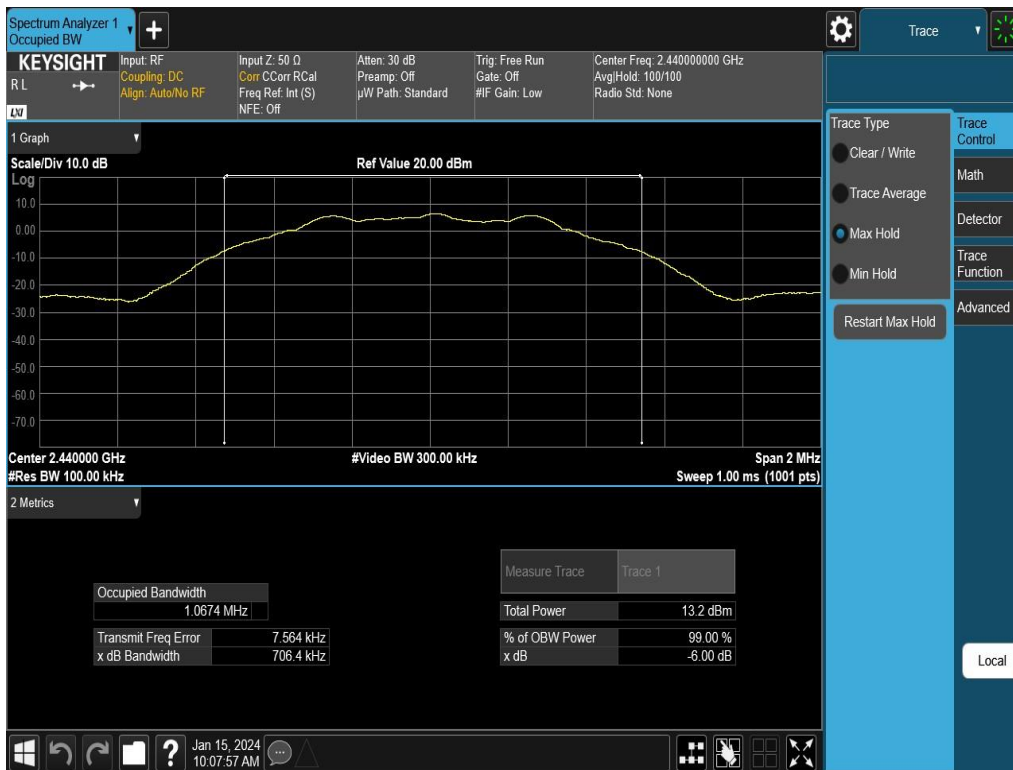 Spectrum Analyzer 1
Occupied BW
Trace
KEYSIGHT
R L
LXI
Input: RF
Coupling: DC
Align: Auto/No RF
Input Z: 50 Ω
Corr CCorr RCal
Freq Ref: Int (S)
NFE: Off
Atten: 30 dB
Preamp: Off
µW Path: Standard
Trig: Free Run
Gate: Off
#IF Gain: Low
Center Freq: 2.440000000 GHz
Avg|Hold: 100/100
Radio Std: None
1 Graph
Scale/Div 10.0 dB
Ref Value 20.00 dBm
Log
10.0
0.00
-10.0
-20.0
-30.0
-40.0
-50.0
-60.0
-70.0
Center 2.440000 GHz
#Video BW 300.00 kHz
Span 2 MHz
#Res BW 100.00 kHz
Sweep 1.00 ms (1001 pts)
2 Metrics
Measure Trace Trace 1
Occupied Bandwidth
1.0674 MHz
Total Power 13.2 dBm
Transmit Freq Error 7.564 kHz
% of OBW Power 99.00 %
x dB Bandwidth 706.4 kHz
x dB -6.00 dB
Trace Type
Clear / Write
Trace Average
Max Hold
Min Hold
Restart Max Hold
Trace
Control
Math
Detector
Trace
Function
Advanced
Local
?
Jan 15, 2024
10:07:57 AM